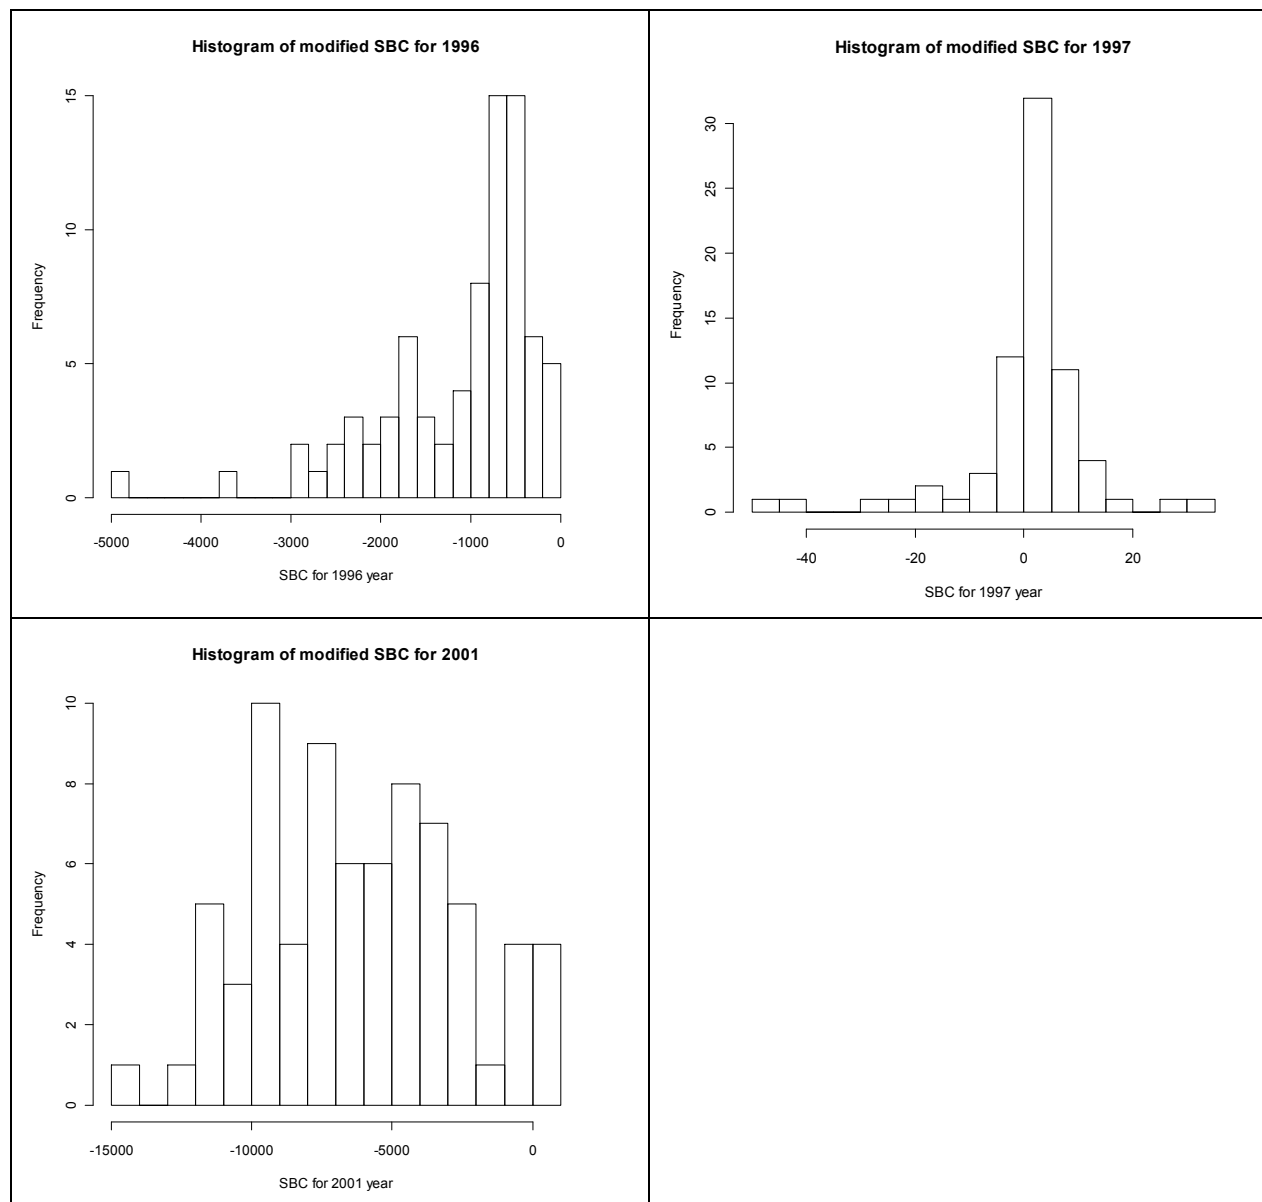 Histogram of modified SBC for 1996
15
10
5
0
Frequency
-5000 -4000 -3000 -2000 -1000 0
SBC for 1996 year
Histogram of modified SBC for 1997
30
25
20
15
10
5
0
Frequency
-40 -20 0 20
SBC for 1997 year
Histogram of modified SBC for 2001
10
8
6
4
2
0
Frequency
-15000 -10000 -5000 0
SBC for 2001 year